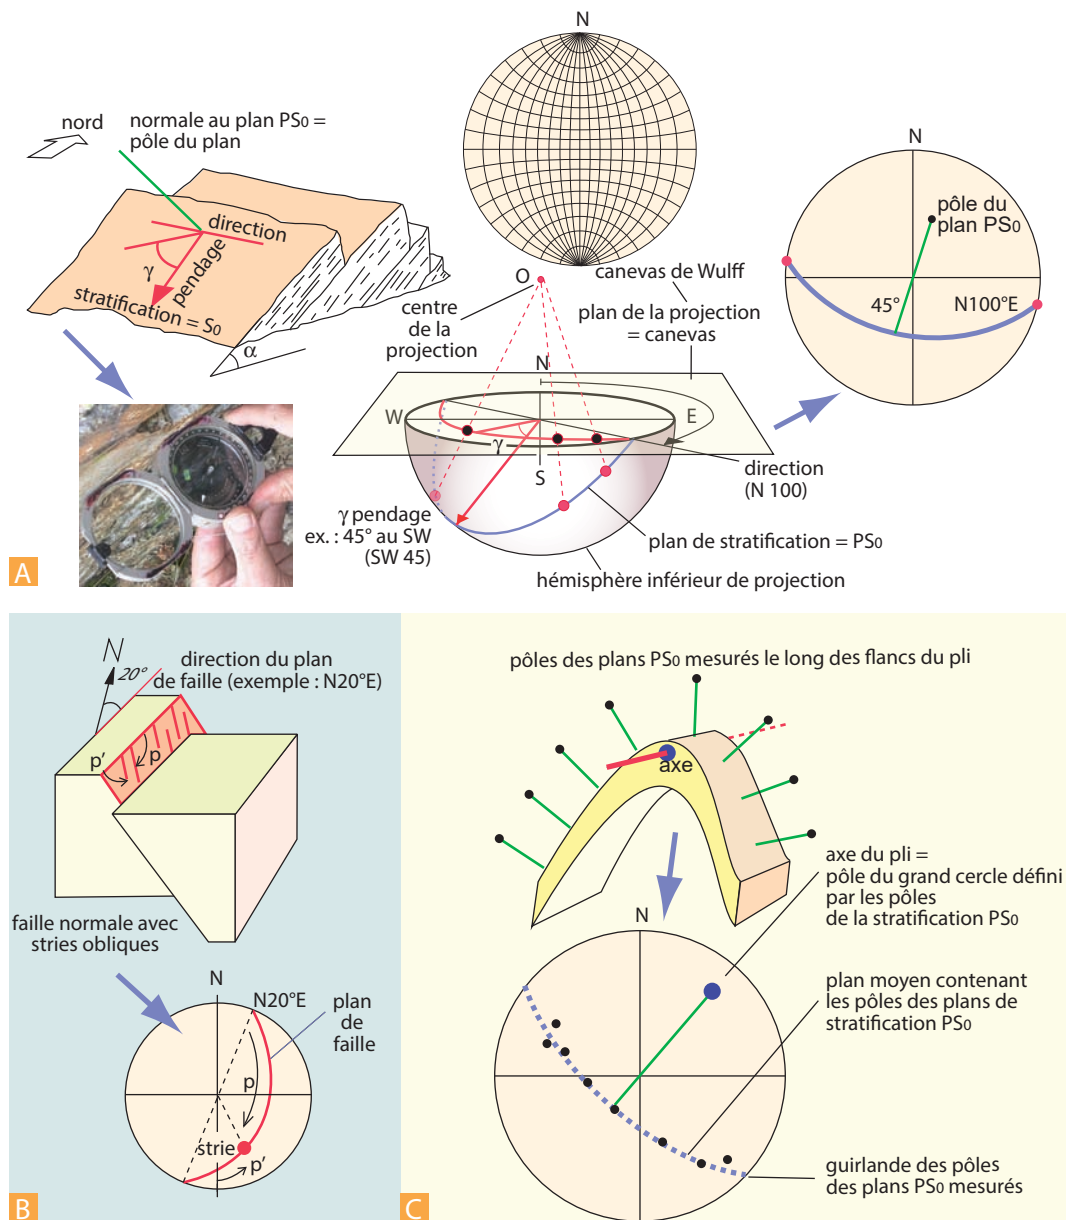 N
nord
normale au plan PS0 =
pôle du plan
direction
pendage
γ
stratification = S0
α
O
centre
de la
projection
canevas de Wulff
plan de la projection
= canevas
N
W
E
S
γ
direction
(N 100)
γ pendage
ex. : 45° au SW
(SW 45)
plan de stratification = PS0
hémisphère inférieur de projection
N
pôle du
plan PS0
45°
N100°E
A
N
20°
direction du plan
de faille (exemple : N20°E)
p'
p
faille normale avec
stries obliques
N
N20°E
plan
de
faille
p
strie
p'
B
pôles des plans PS0 mesurés le long des flancs du pli
axe
axe du pli =
pôle du grand cercle défini
par les pôles
de la stratification PS0
N
plan moyen contenant
les pôles des plans de
stratification PS0
guirlande des pôles
des plans PS0 mesurés
C